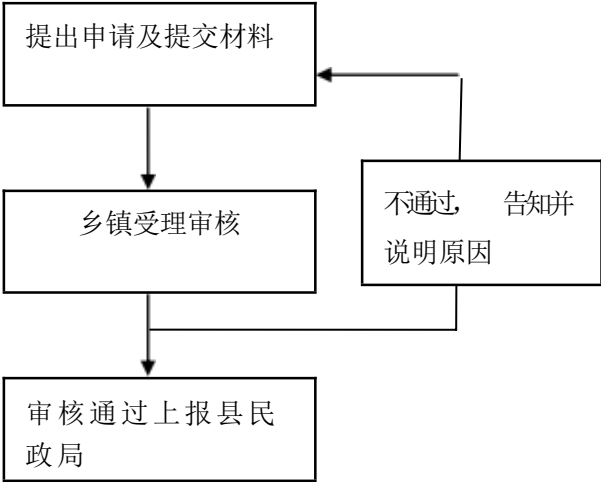 提出申请及提交材料
乡镇受理审核
不通过, 告知并
说明原因
审核通过上报县民
政局